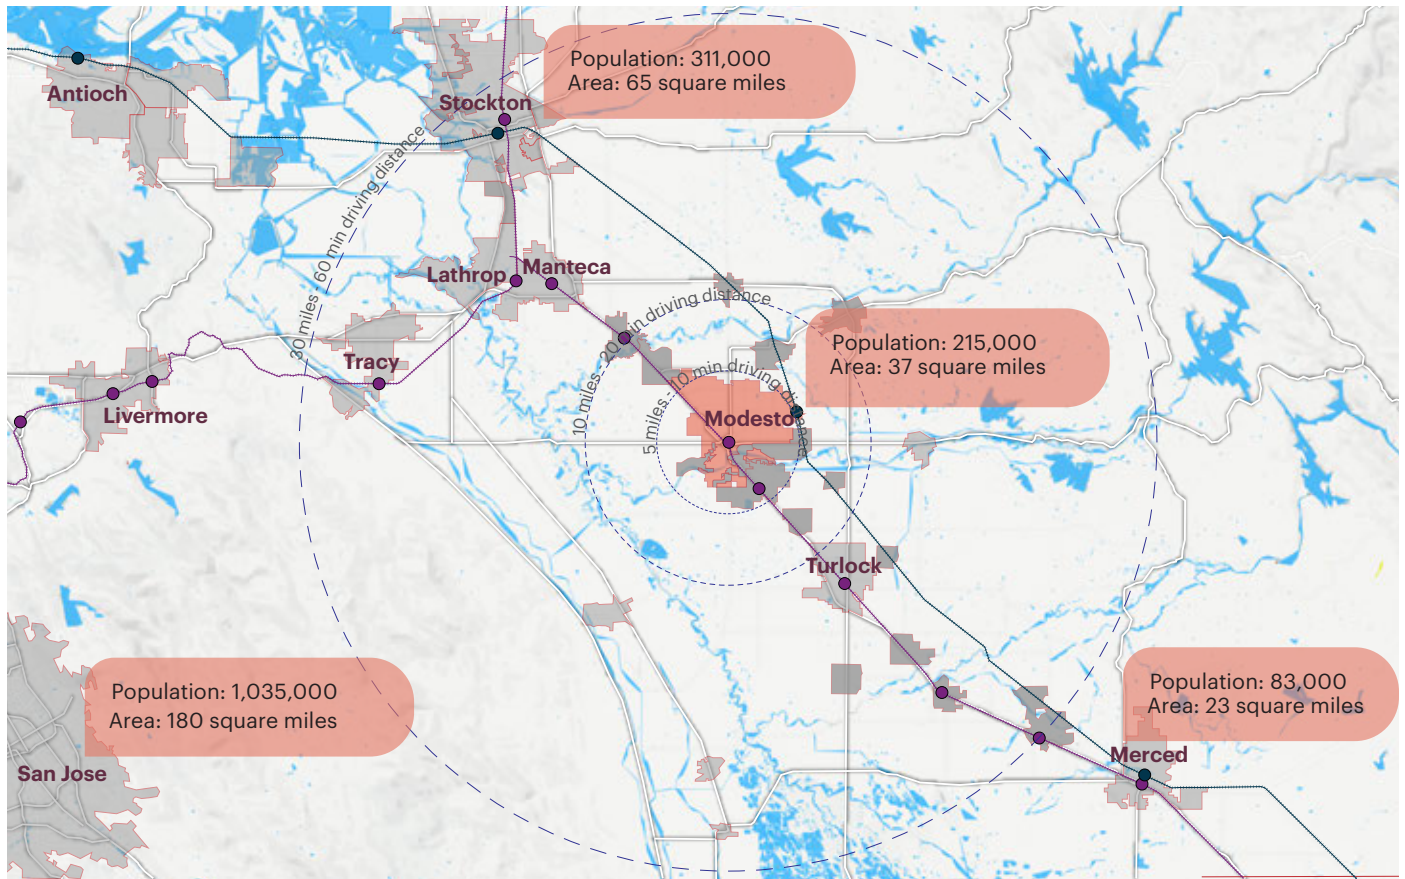 Population: 311,000
Area: 65 square miles
Antioch
Stockton
30 miles - 60 min driving distance
Lathrop
Manteca
10 miles - 20 min driving distance
Population: 215,000
Area: 37 square miles
Tracy
5 miles - 10 min driving distance
Livermore
Modesto
Turlock
Population: 1,035,000
Area: 180 square miles
Population: 83,000
Area: 23 square miles
Merced
San Jose